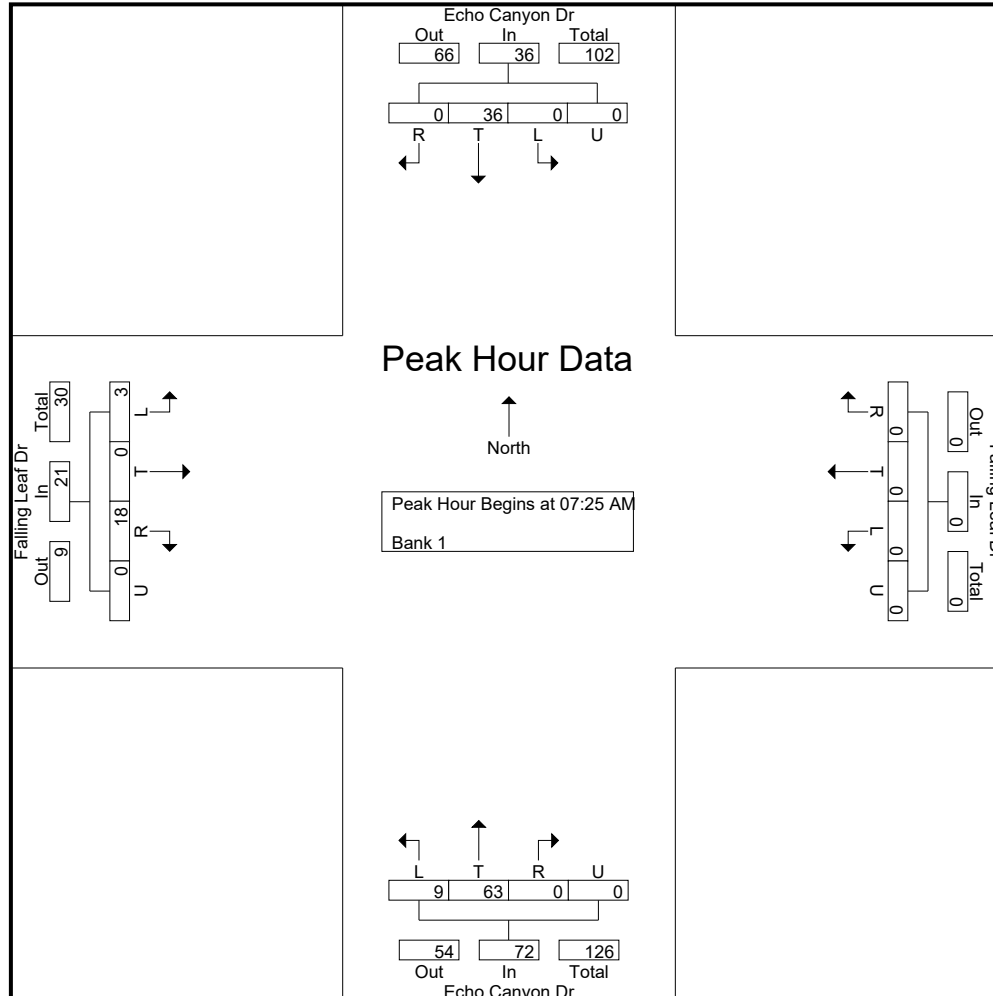 Echo Canyon Dr
Out In Total
66 36 102
0 36 0 0
R T L U
Peak Hour Data
North
Peak Hour Begins at 07:25 AM
Bank 1
Falling Leaf Dr
Total In Out
30 21 9
3 0 18 0
L T R U
R T L U
0 0 0 0
Out In Total
0 0 0
L T R U
9 63 0 0
54 72 126
Out In Total
Echo Canyon Dr